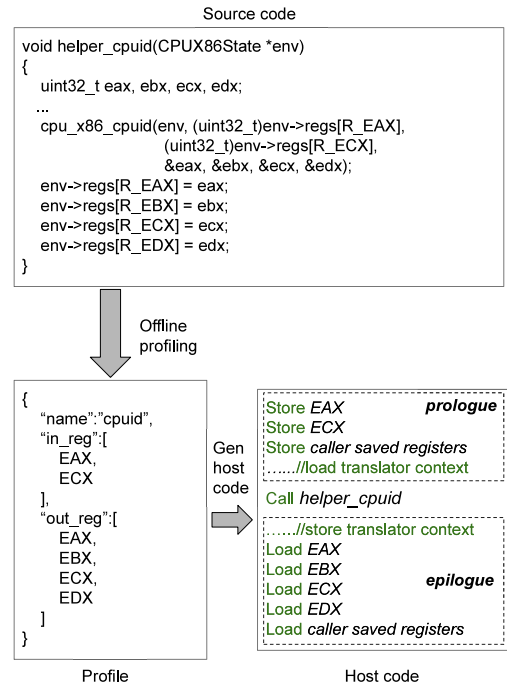 Source code
void helper_cpuid(CPUX86State *env)
{
uint32_t eax, ebx, ecx, edx;
...
cpu_x86_cpuid(env, (uint32_t)env->regs[R_EAX],
(uint32_t)env->regs[R_ECX],
&eax, &ebx, &ecx, &edx);
env->regs[R_EAX] = eax;
env->regs[R_EBX] = ebx;
env->regs[R_ECX] = ecx;
env->regs[R_EDX] = edx;
}
Offline
profiling
{
“name”:”cpuid”,
“in_reg”:[
EAX,
ECX
],
“out_reg”:[
EAX,
EBX,
ECX,
EDX
]
}
Profile
Gen
host
code
Store EAX prologue
Store ECX
Store caller saved registers
......//load translator context
Call helper_cpuid
......//store translator context
Load EAX
Load EBX
Load ECX epilogue
Load EDX
Load caller saved registers
Host code